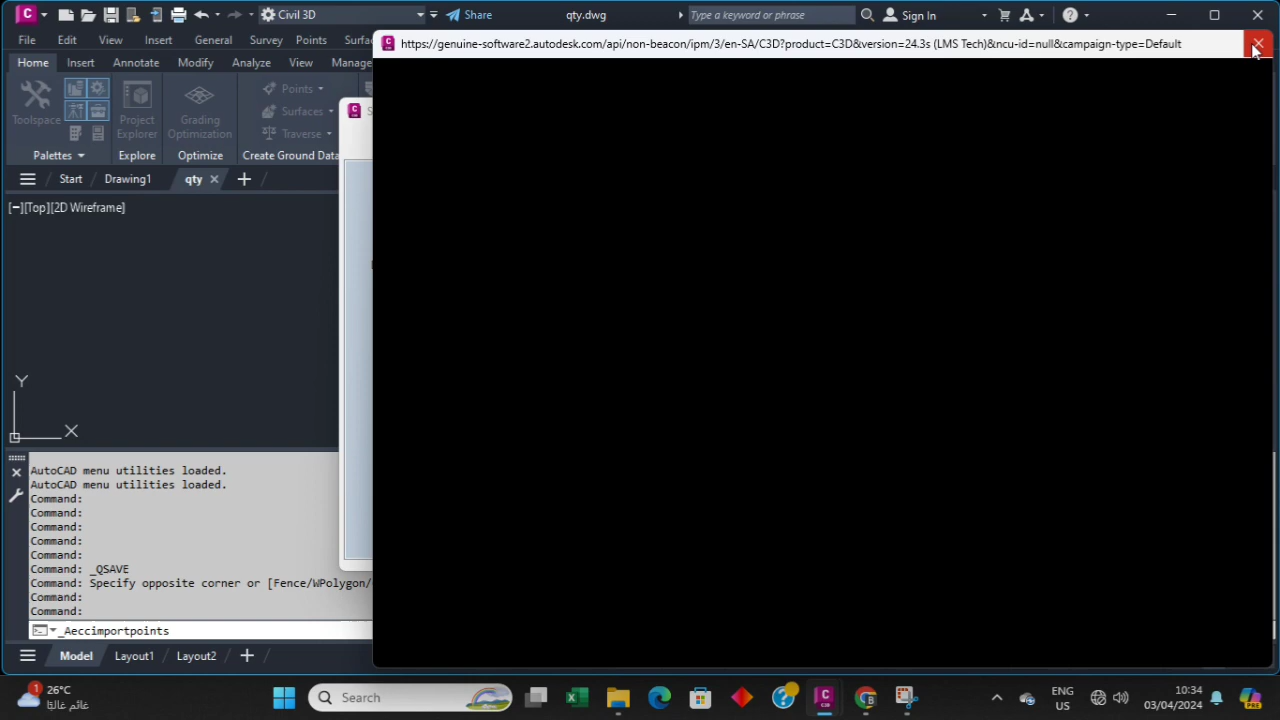 Civil 3D
Share
qty.dwg
Type a keyword or phrase
Sign In
File Edit View Insert General Survey Points Surfa
https://genuine-software2.autodesk.com/api/non-beacon/ipm/3/en-SA/C3D?product=C3D&version=24.3s (LMS Tech)&ncu-id=null&campaign-type=Default
Home Insert Annotate Modify Analyze View Manage
Toolspace
Project Explorer
Grading Optimization
Points
Surfaces
Traverse
Palettes Explore Optimize Create Ground Data
Start Drawing1 qty
[−][Top][2D Wireframe]
Y
X
AutoCAD menu utilities loaded.
AutoCAD menu utilities loaded.
Command:
Command:
Command:
Command:
Command:
Command: _QSAVE
Command: Specify opposite corner or [Fence/WPolygon/
Command:
Command:
_Aeccimportpoints
Model Layout1 Layout2
1
26°C
غائم غالبًا
Search
ENG
US
10:34
03/04/2024
PRE